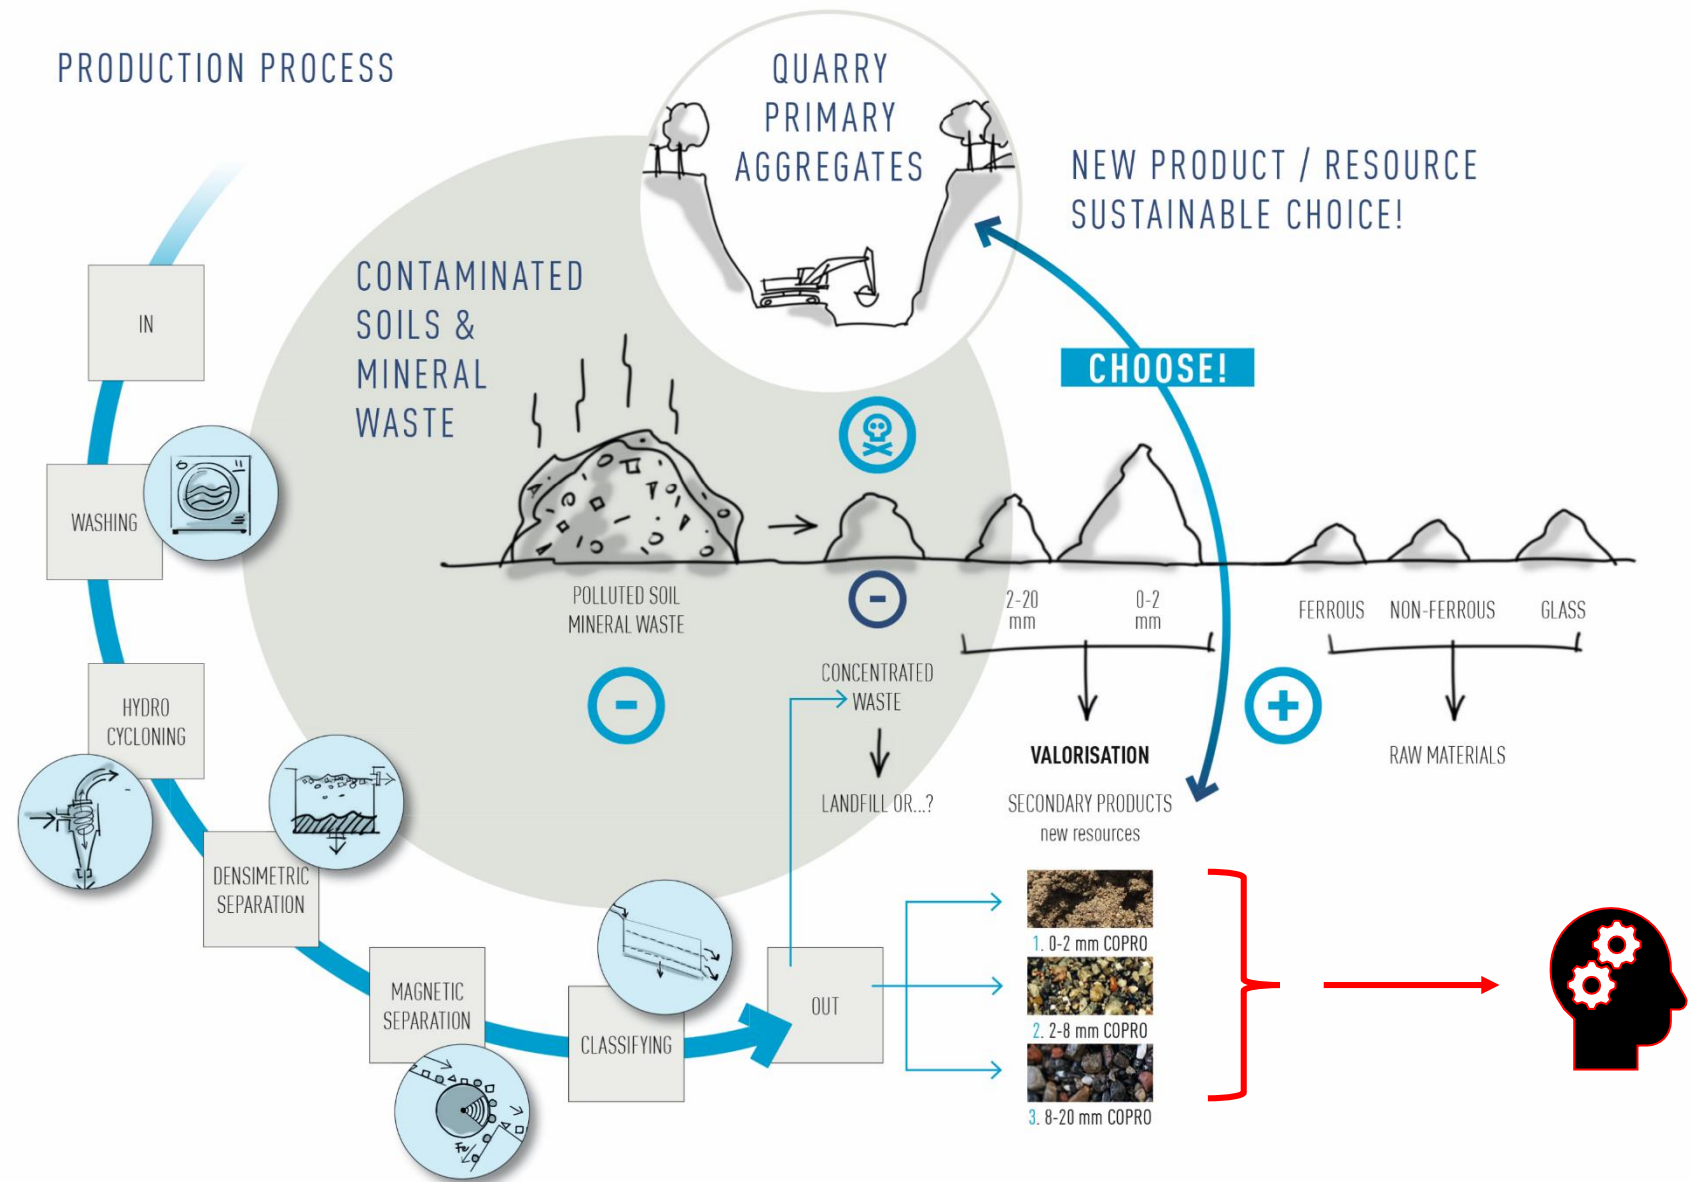 PRODUCTION PROCESS
QUARRY
PRIMARY
AGGREGATES
NEW PRODUCT / RESOURCE
SUSTAINABLE CHOICE!
CONTAMINATED
SOILS &
MINERAL
WASTE
CHOOSE!
IN
WASHING
HYDRO
CYCLONING
DENSIMETRIC
SEPARATION
MAGNETIC
SEPARATION
Fe
CLASSIFYING
OUT
POLLUTED SOIL
MINERAL WASTE
CONCENTRATED
WASTE
LANDFILL OR...?
2-20
mm
0-2
mm
VALORISATION
SECONDARY PRODUCTS
new resources
1. 0-2 mm COPRO
2. 2-8 mm COPRO
3. 8-20 mm COPRO
FERROUS
NON-FERROUS
GLASS
RAW MATERIALS